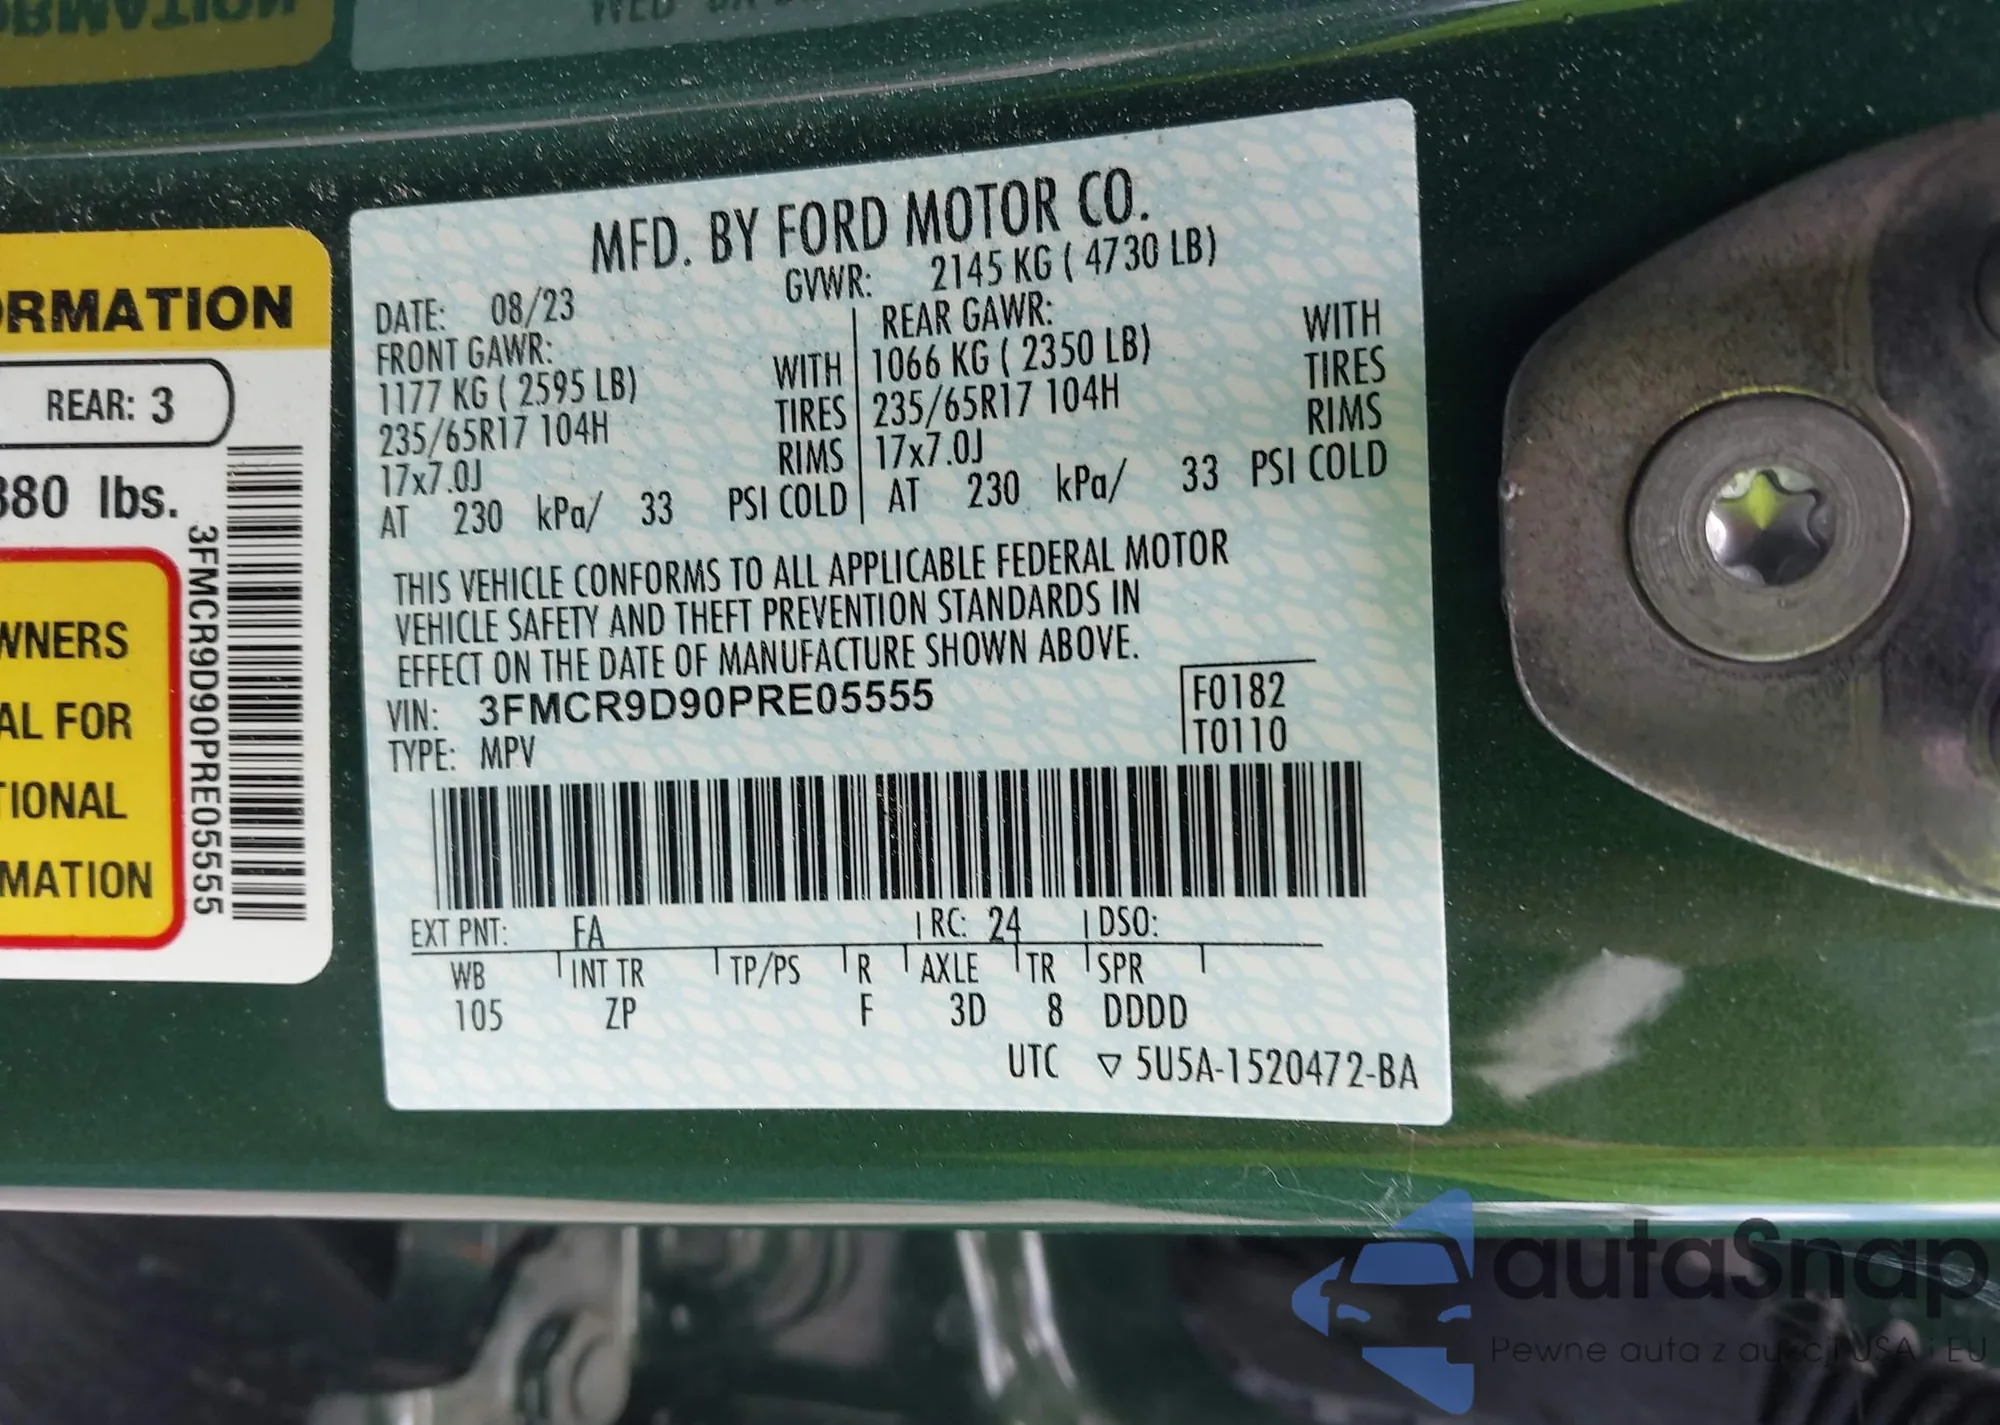 RMATION
REAR: 3
880 lbs.
WNERS
AL FOR
TIONAL
MATION
3FMCR9D90PRE05555
MFD. BY FORD MOTOR CO.
DATE: 08/23 GVWR: 2145 KG ( 4730 LB)
FRONT GAWR: REAR GAWR:
1177 KG ( 2595 LB) WITH 1066 KG ( 2350 LB) WITH
235/65R17 104H TIRES 235/65R17 104H TIRES
17x7.0J RIMS 17x7.0J RIMS
AT 230 kPa/ 33 PSI COLD AT 230 kPa/ 33 PSI COLD
THIS VEHICLE CONFORMS TO ALL APPLICABLE FEDERAL MOTOR
VEHICLE SAFETY AND THEFT PREVENTION STANDARDS IN
EFFECT ON THE DATE OF MANUFACTURE SHOWN ABOVE.
VIN: 3FMCR9D90PRE05555 F0182
TYPE: MPV T0110
EXT PNT: FA RC: 24 DSO:
WB INT TR TP/PS R AXLE TR SPR
105 ZP F 3D 8 DDDD
UTC ▽ 5U5A-1520472-BA
autaSnap
Pewne auta z aukcji USA i EU